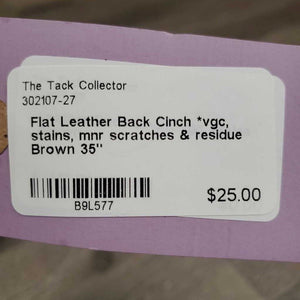 The Tack Collector
302107-27
Flat Leather Back Cinch *vgc,
stains, mnr scratches & residue
Brown 35"
$25.00
B9L577